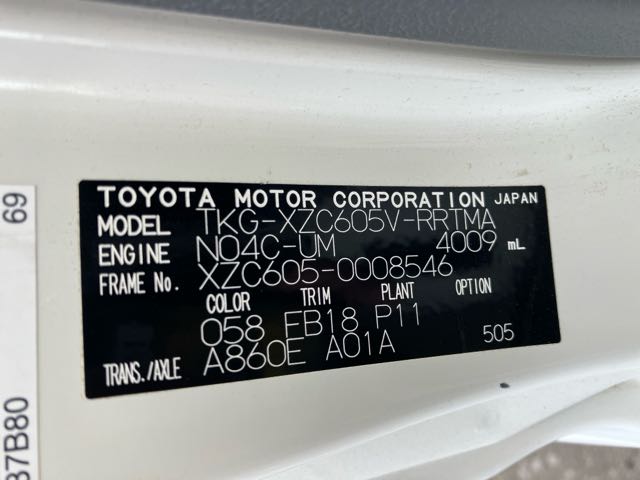 TOYOTA MOTOR CORPORATION JAPAN
MODEL TKG-XZC605V-RRTMA
ENGINE N04C-UM 4009 mL
FRAME No. XZC605-0008546
COLOR TRIM PLANT OPTION
058 FB18 P11
TRANS./AXLE A860E A01A 505
69
37B80